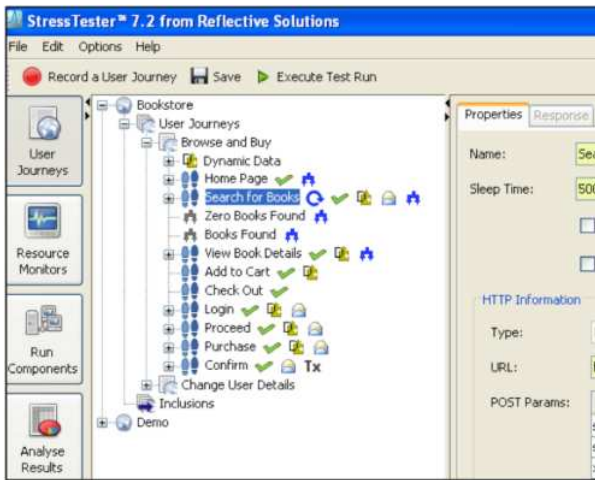 StressTester™ 7.2 from Reflective Solutions
File Edit Options Help
Record a User Journey Save Execute Test Run
User
Journeys
Resource
Monitors
Run
Components
Analyse
Results
Bookstore
User Journeys
Browse and Buy
Dynamic Data
Home Page
Search for Books
Zero Books Found
Books Found
View Book Details
Add to Cart
Check Out
Login
Proceed
Purchase
Confirm Tx
Change User Details
Inclusions
Demo
Properties Response
Name: Sea
Sleep Time: 500
HTTP Information
Type:
URL:
POST Params: